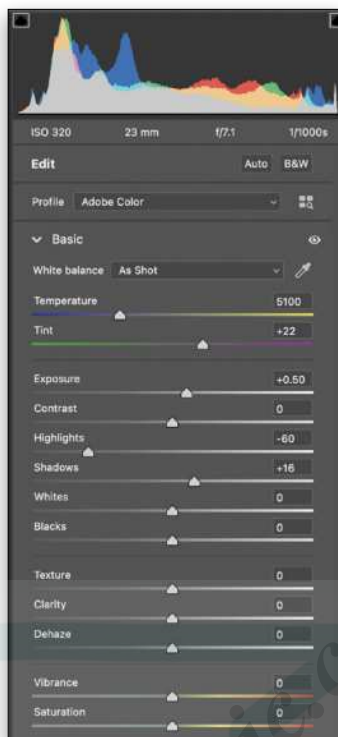 ISO 320 23 mm f/7.1 1/1000s
Edit Auto B&W
Profile Adobe Color
Basic
White balance As Shot
Temperature 5100
Tint +22
Exposure +0.50
Contrast 0
Highlights -60
Shadows +16
Whites 0
Blacks 0
Texture 0
Clarity 0
Dehaze 0
Vibrance 0
Saturation 0